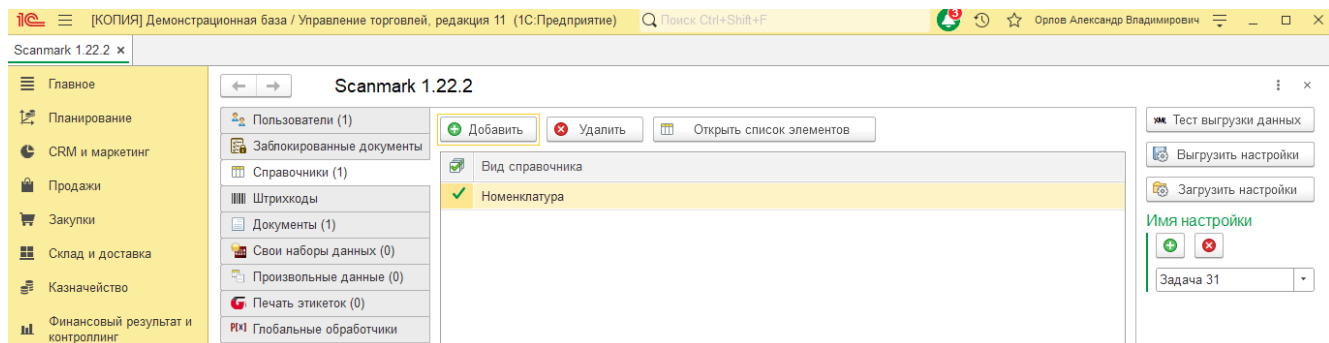 [КОПИЯ] Демонстрационная база / Управление торговлей, редакция 11 (1С:Предприятие)
Поиск Ctrl+Shift+F
3
Орлов Александр Владимирович
Scanmark 1.22.2 ×
Главное
Планирование
CRM и маркетинг
Продажи
Закупки
Склад и доставка
Казначейство
Финансовый результат и
контроллинг
Scanmark 1.22.2
Пользователи (1)
Заблокированные документы
Справочники (1)
Штрихкоды
Документы (1)
Свои наборы данных (0)
Произвольные данные (0)
Печать этикеток (0)
Глобальные обработчики
Добавить
Удалить
Открыть список элементов
Вид справочника
Номенклатура
XML Тест выгрузки данных
Выгрузить настройки
Загрузить настройки
Имя настройки
Задача 31